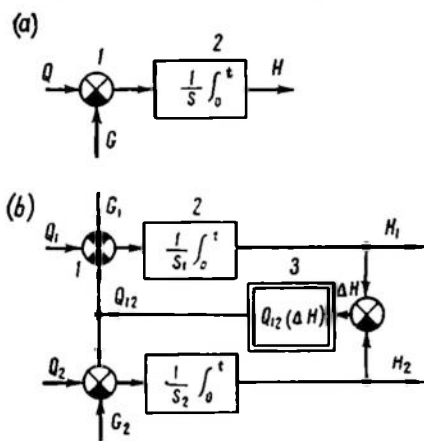 (a)
1
2
Q
1/S ∫₀ᵗ
H
G
(b)
G₁
2
Q₁
1/S₁ ∫₀ᵗ
H₁
1
3
Q₁₂
Q₁₂(ΔH)
ΔH
Q₂
1/S₂ ∫₀ᵗ
H₂
G₂